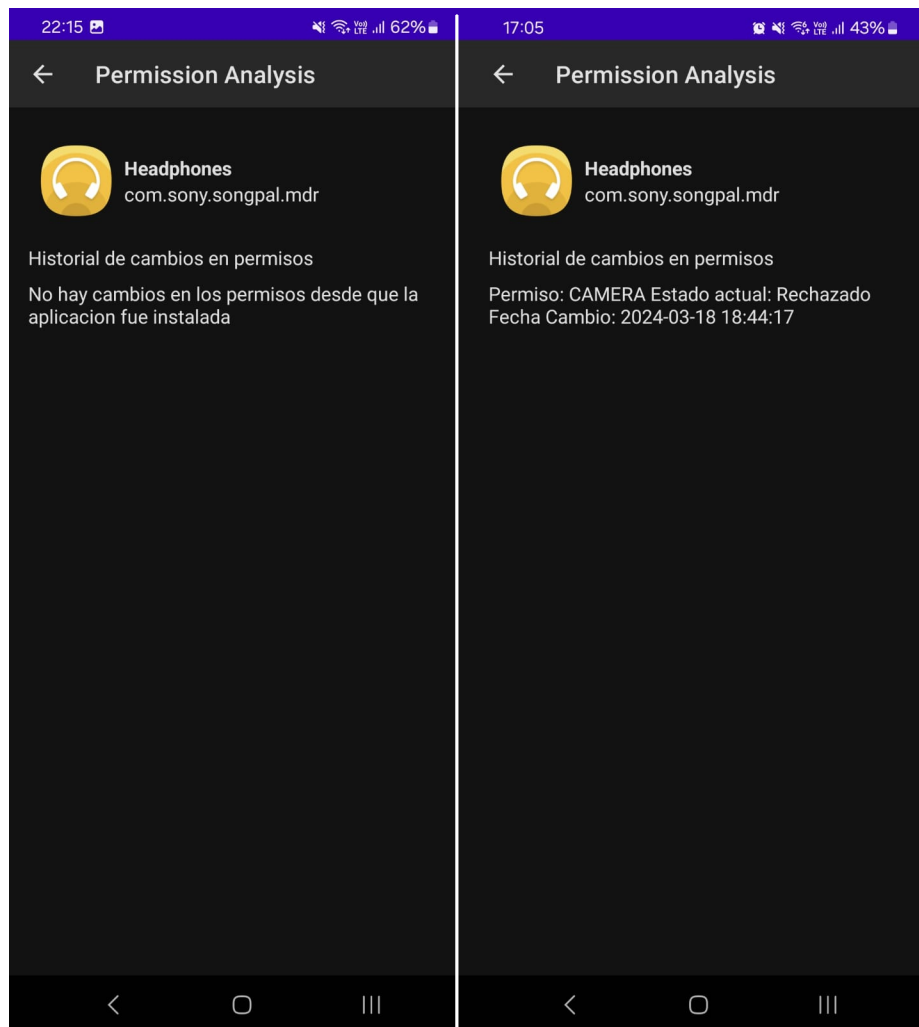 22:15
62%
Permission Analysis
Headphones
com.sony.songpal.mdr
Historial de cambios en permisos
No hay cambios en los permisos desde que la
aplicacion fue instalada
17:05
43%
Permission Analysis
Headphones
com.sony.songpal.mdr
Historial de cambios en permisos
Permiso: CAMERA Estado actual: Rechazado
Fecha Cambio: 2024-03-18 18:44:17